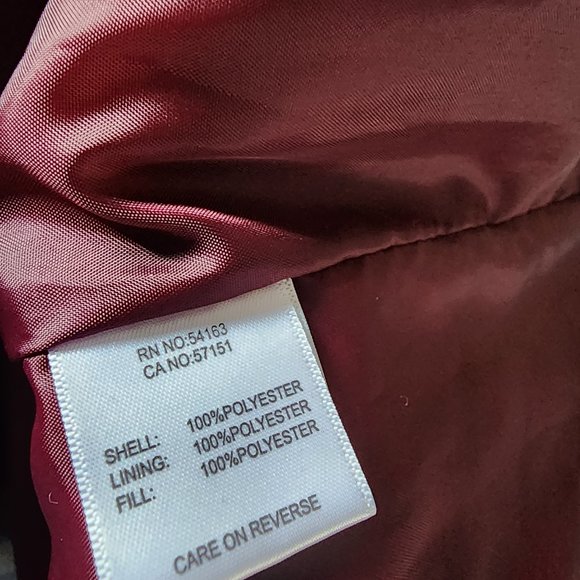 RN NO:54163
CA NO:57151
SHELL: 100%POLYESTER
LINING: 100%POLYESTER
FILL: 100%POLYESTER
CARE ON REVERSE